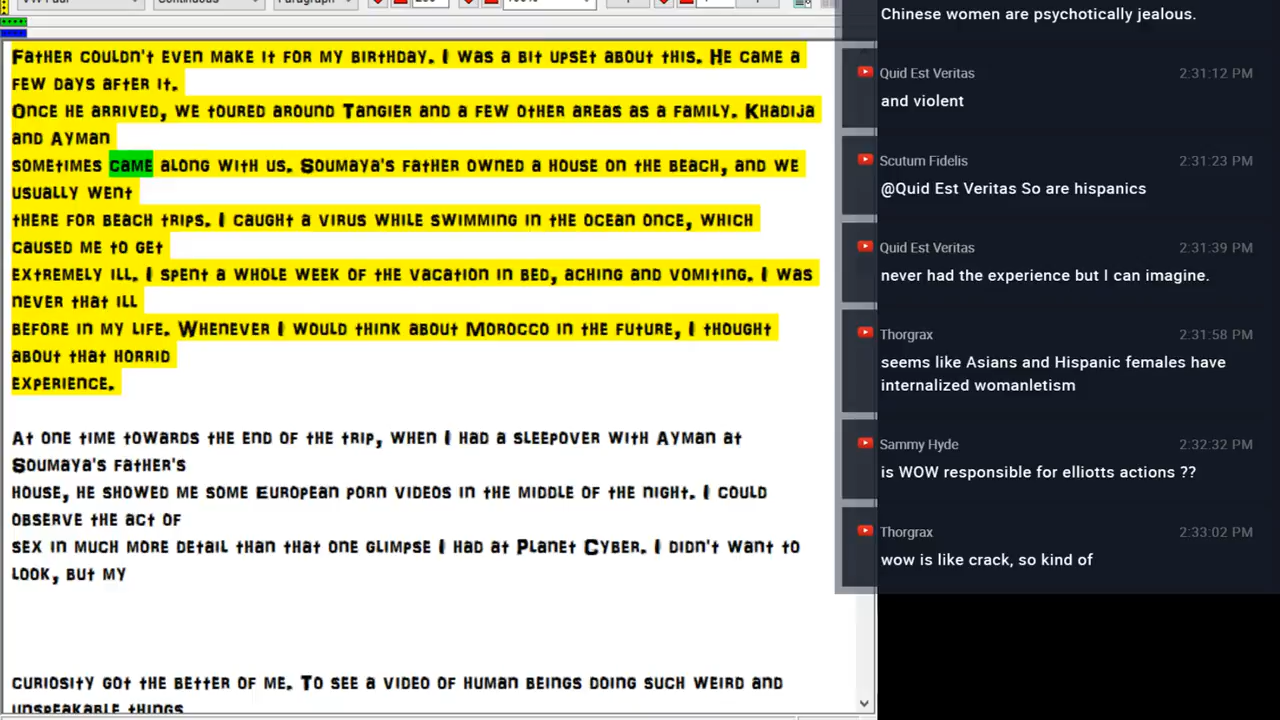 VW Paul
Continuous
Paragraph
Father couldn't even make it for my birthday. I was a bit upset about this. He came a
few days after it.
Once he arrived, we toured around Tangier and a few other areas as a family. Khadija
and Ayman
sometimes came along with us. Soumaya's father owned a house on the beach, and we
usually went
there for beach trips. I caught a virus while swimming in the ocean once, which
caused me to get
extremely ill. I spent a whole week of the vacation in bed, aching and vomiting. I was
never that ill
before in my life. Whenever I would think about Morocco in the future, I thought
about that horrid
experience.
At one time towards the end of the trip, when I had a sleepover with Ayman at
Soumaya's father's
house, he showed me some European porn videos in the middle of the night. I could
observe the act of
sex in much more detail than that one glimpse I had at Planet Cyber. I didn't want to
look, but my
curiosity got the better of me. To see a video of human beings doing such weird and
unspeakable things
Chinese women are psychotically jealous.
Quid Est Veritas 2:31:12 PM
and violent
Scutum Fidelis 2:31:23 PM
@Quid Est Veritas So are hispanics
Quid Est Veritas 2:31:39 PM
never had the experience but I can imagine.
Thorgrax 2:31:58 PM
seems like Asians and Hispanic females have
internalized womanletism
Sammy Hyde 2:32:32 PM
is WOW responsible for elliotts actions ??
Thorgrax 2:33:02 PM
wow is like crack, so kind of